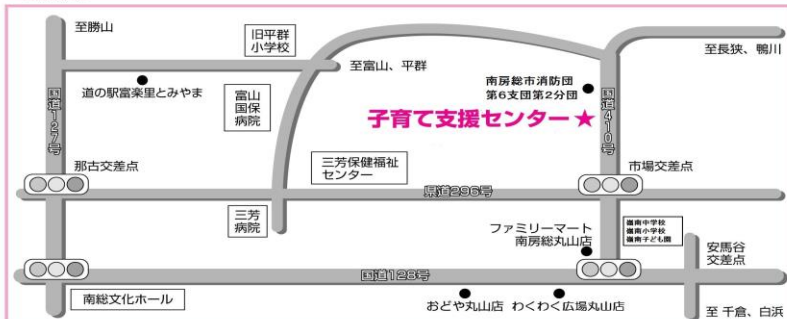 至勝山
旧平群
小学校
至富山、平群
至長狭、鴨川
道の駅富楽里とみやま
富山
国保
病院
南房総市消防団
第6支団第2分団
子育て支援センター★
国道127号
国道410号
那古交差点
三芳保健福祉
センター
市場交差点
県道296号
三芳
病院
ファミリーマート
南房総丸山店
嶺南中学校
嶺南小学校
嶺南子ども園
安馬谷
交差点
国道128号
南総文化ホール
おどや丸山店
わくわく広場丸山店
至 千倉、白浜